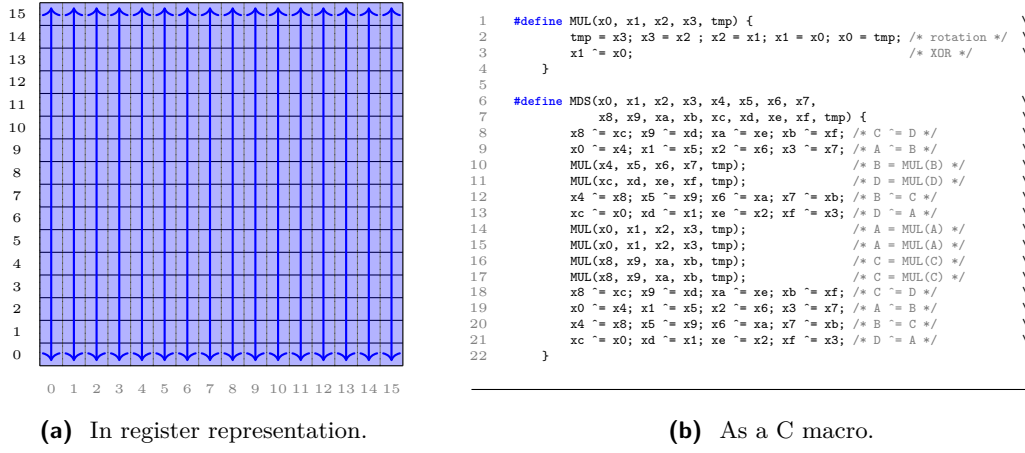 15
14
13
12
11
10
9
8
7
6
5
4
3
2
1
0
0 1 2 3 4 5 6 7 8 9 10 11 12 13 14 15
(a) In register representation.
1 #define MUL(x0, x1, x2, x3, tmp) { \
2 tmp = x3; x3 = x2 ; x2 = x1; x1 = x0; x0 = tmp; /* rotation */ \
3 x1 ^= x0; /* XOR */ \
4 }
5
6 #define MDS(x0, x1, x2, x3, x4, x5, x6, x7, \
7 x8, x9, xa, xb, xc, xd, xe, xf, tmp) { \
8 x8 ^= xc; x9 ^= xd; xa ^= xe; xb ^= xf; /* C ^= D */ \
9 x0 ^= x4; x1 ^= x5; x2 ^= x6; x3 ^= x7; /* A ^= B */ \
10 MUL(x4, x5, x6, x7, tmp); /* B = MUL(B) */ \
11 MUL(xc, xd, xe, xf, tmp); /* D = MUL(D) */ \
12 x4 ^= x8; x5 ^= x9; x6 ^= xa; x7 ^= xb; /* B ^= C */ \
13 xc ^= x0; xd ^= x1; xe ^= x2; xf ^= x3; /* D ^= A */ \
14 MUL(x0, x1, x2, x3, tmp); /* A = MUL(A) */ \
15 MUL(x0, x1, x2, x3, tmp); /* A = MUL(A) */ \
16 MUL(x8, x9, xa, xb, tmp); /* C = MUL(C) */ \
17 MUL(x8, x9, xa, xb, tmp); /* C = MUL(C) */ \
18 x8 ^= xc; x9 ^= xd; xa ^= xe; xb ^= xf; /* C ^= D */ \
19 x0 ^= x4; x1 ^= x5; x2 ^= x6; x3 ^= x7; /* A ^= B */ \
20 x4 ^= x8; x5 ^= x9; x6 ^= xa; x7 ^= xb; /* B ^= C */ \
21 xc ^= x0; xd ^= x1; xe ^= x2; xf ^= x3; /* D ^= A */ \
22 }
(b) As a C macro.